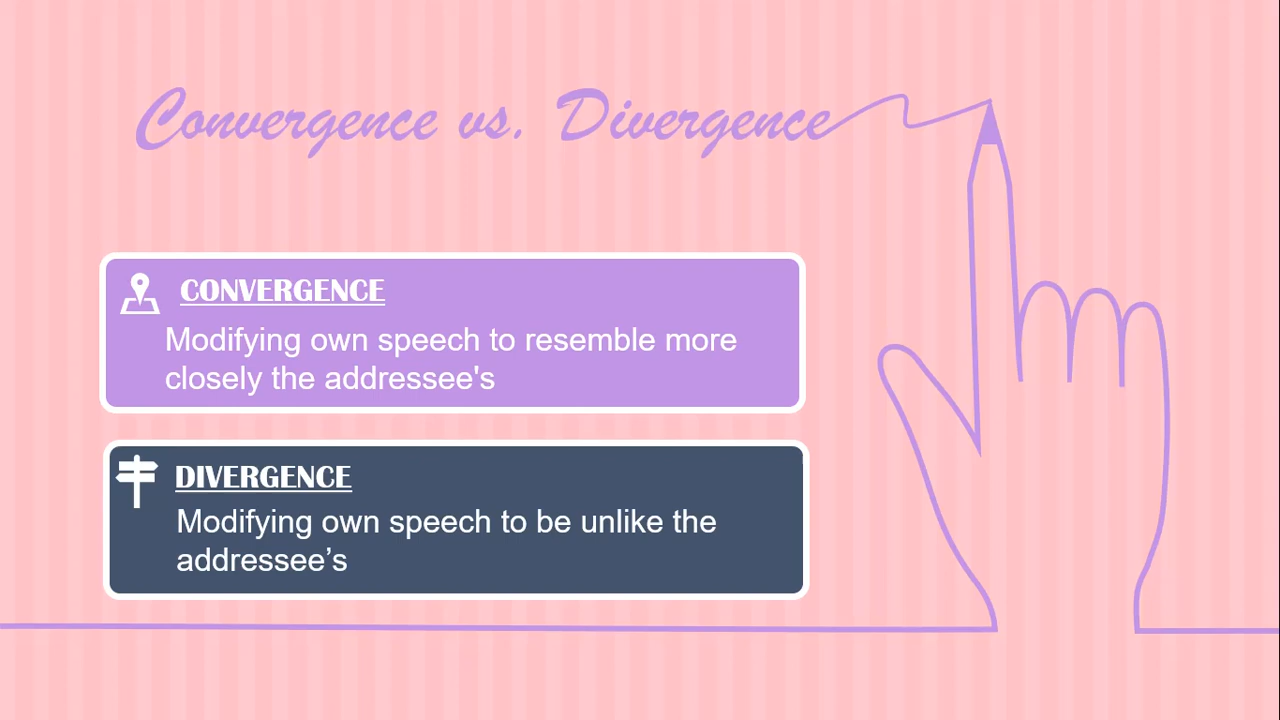 Convergence vs. Divergence
CONVERGENCE
Modifying own speech to resemble more
closely the addressee's
DIVERGENCE
Modifying own speech to be unlike the
addressee’s